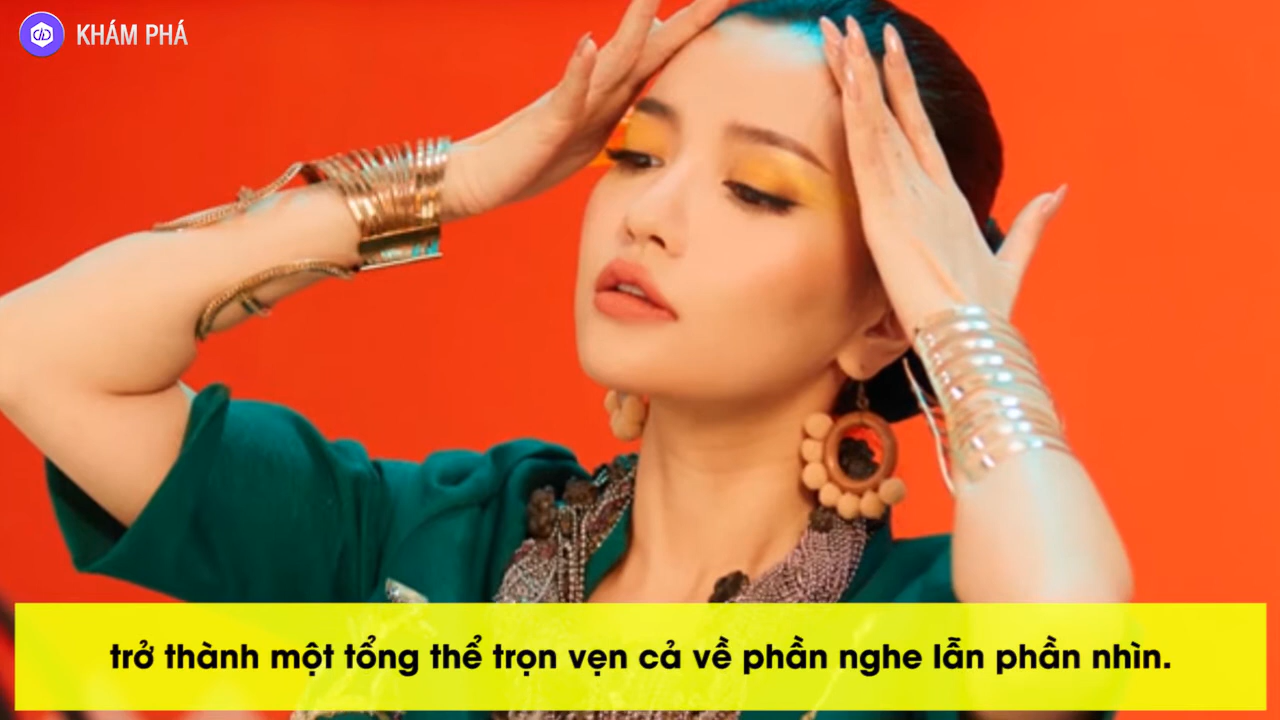 KHÁM PHÁ
trở thành một tổng thể trọn vẹn cả về phần nghe lẫn phần nhìn.